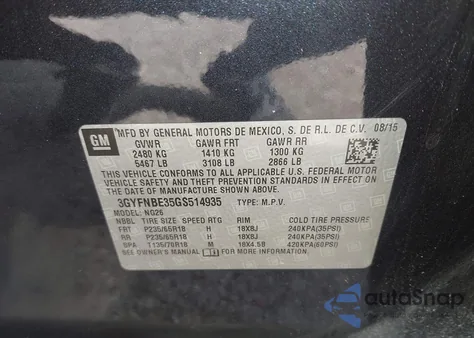 GM
MFD BY GENERAL MOTORS DE MEXICO, S. DE R.L. DE C.V. 08/15
GVWR GAWR FRT GAWR RR
2480 KG 1410 KG 1300 KG
5467 LB 3108 LB 2866 LB
THIS VEHICLE CONFORMS TO ALL APPLICABLE U.S. FEDERAL
MOTOR VEHICLE SAFETY, BUMPER, AND THEFT PREVENTION
STANDARDS IN EFFECT ON THE DATE OF MANUFACTURE SHOWN ABOVE.
3GYFNBE35GS514935 TYPE: M.P.V.
MODEL: NG26
NBBL TIRE SIZE SPEED RTG RIM COLD TIRE PRESSURE
FRT P235/65R18 H 18X8J 240KPA(35PSI)
RR P235/65R18 H 18X8J 240KPA(35PSI)
SPA T135/70R18 M 18X4.5B 420KPA(60PSI)
SEE OWNER'S MANUAL FOR MORE INFORMATION.
autoSnap